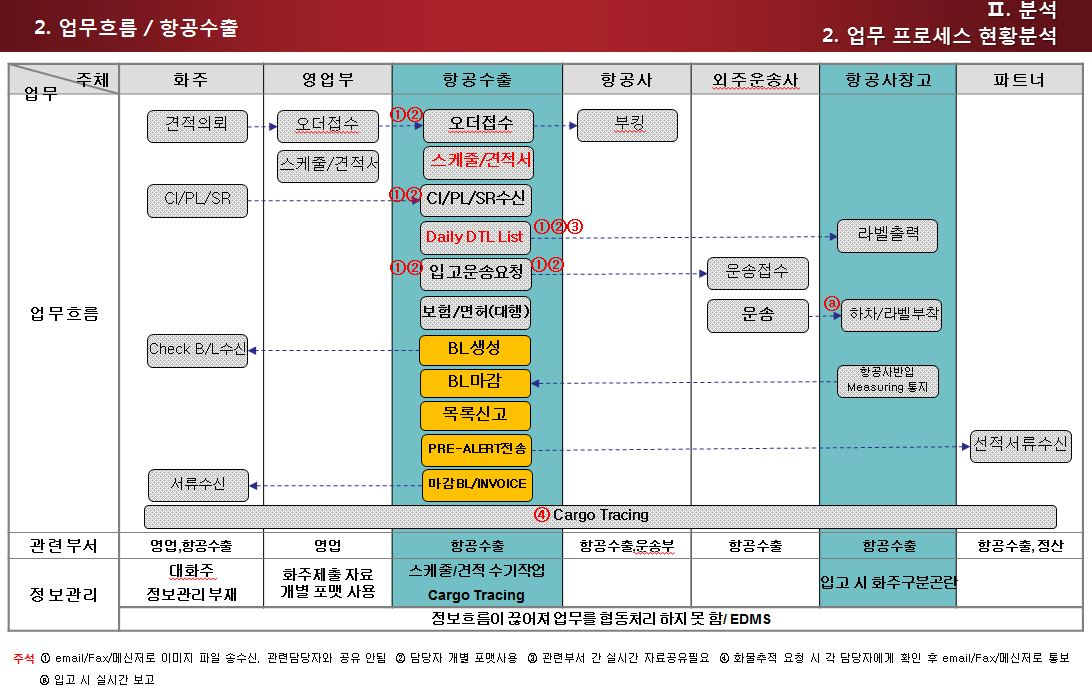 2. 업무흐름 / 항공수출
Ⅱ. 분석
2. 업무 프로세스 현황분석
주체
업무
화주
영업부
항공수출
항공사
외주운송사
항공사창고
파트너
업무흐름
견적의뢰
오더접수
①②
오더접수
부킹
스케줄/견적서
스케줄/견적서
CI/PL/SR
①②
CI/PL/SR수신
Daily DTL List
①②③
라벨출력
①②
입고운송요청
①②
운송접수
보험/면허(대행)
운송
ⓐ
하차/라벨부착
Check B/L수신
BL생성
BL마감
항공사반입
Measuring 통지
목록신고
PRE-ALERT전송
선적서류수신
서류수신
마감BL/INVOICE
④ Cargo Tracing
관련부서
영업,항공수출
영업
항공수출
항공수출,운송부
항공수출
항공수출
항공수출, 정산
정보관리
대화주
정보관리 부재
화주제출 자료
개별 포맷 사용
스케줄/견적 수기작업
Cargo Tracing
입고 시 화주구분곤란
정보흐름이 끊어져 업무를 협동처리 하지 못 함/ EDMS
주석 ① email/Fax/메신저로 이미지 파일 송수신, 관련담당자와 공유 안됨 ② 담당자 개별 포맷사용 ③ 관련부서 간 실시간 자료공유필요 ④ 화물추적 요청 시 각 담당자에게 확인 후 email/Fax/메신저로 통보
ⓐ 입고 시 실시간 보고